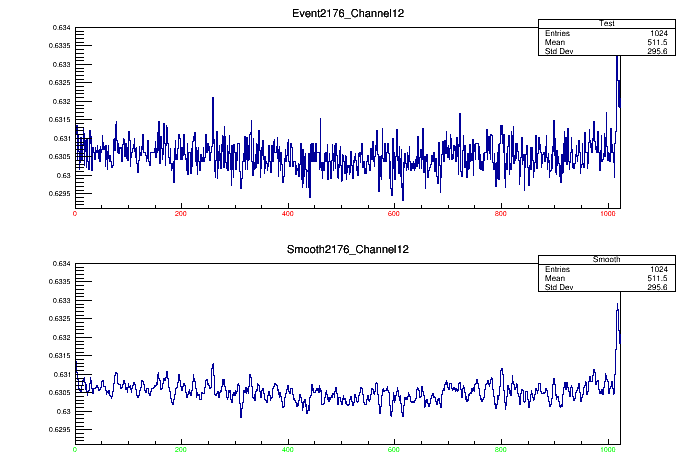 Event2176_Channel12
Test
Entries 1024
Mean 511.5
Std Dev 295.6
0.634
0.6335
0.633
0.6325
0.632
0.6315
0.631
0.6305
0.63
0.6295
0 200 400 600 800 1000
Smooth2176_Channel12
Smooth
Entries 1024
Mean 511.5
Std Dev 295.6
0.634
0.6335
0.633
0.6325
0.632
0.6315
0.631
0.6305
0.63
0.6295
0 200 400 600 800 1000